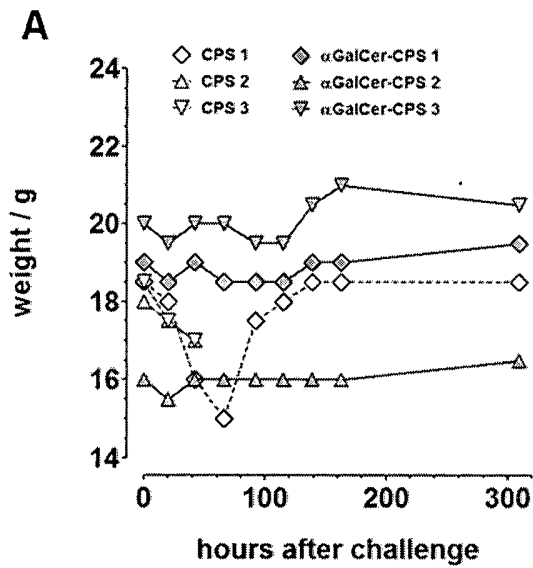 A
CPS 1 αGalCer-CPS 1
CPS 2 αGalCer-CPS 2
CPS 3 αGalCer-CPS 3
24
22
20
18
16
14
weight / g
0 100 200 300
hours after challenge